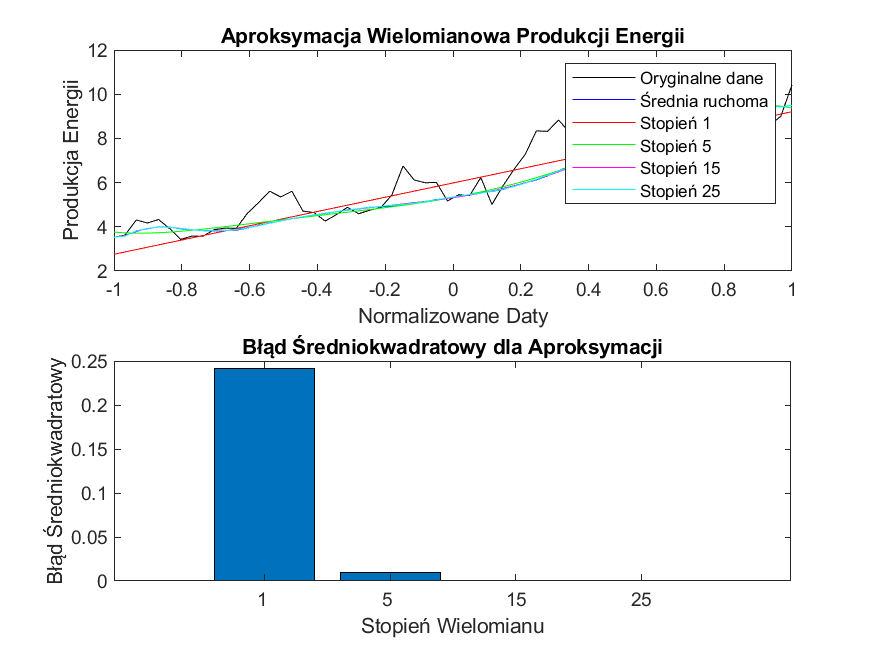 Aproksymacja Wielomianowa Produkcji Energii
12
10
8
6
4
2
Produkcja Energii
Oryginalne dane
Średnia ruchoma
Stopień 1
Stopień 5
Stopień 15
Stopień 25
-1 -0.8 -0.6 -0.4 -0.2 0 0.2 0.4 0.6 0.8 1
Normalizowane Daty
Błąd Średniokwadratowy dla Aproksymacji
0.25
0.2
0.15
0.1
0.05
0
Błąd Średniokwadratowy
1 5 15 25
Stopień Wielomianu